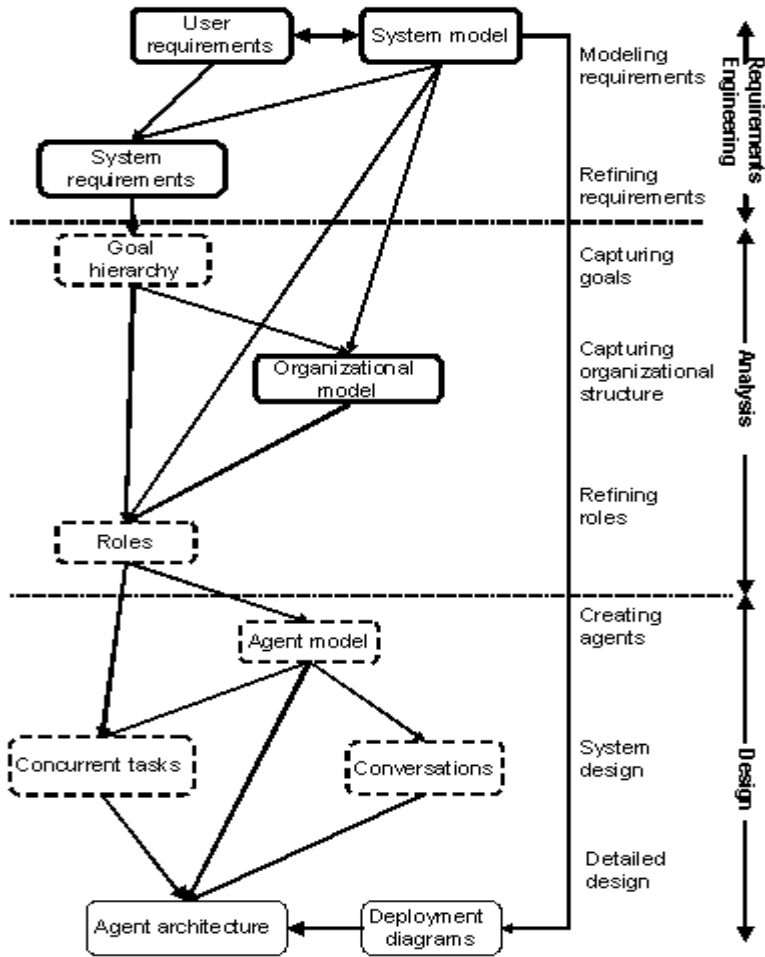 User
requirements
System model
Modeling
requirements
Requirements
Engineering
System
requirements
Refining
requirements
Goal
hierarchy
Capturing
goals
Organizational
model
Capturing
organizational
structure
Analysis
Refining
roles
Roles
Creating
agents
Agent model
Concurrent tasks
Conversations
System
design
Design
Detailed
design
Agent architecture
Deployment
diagrams